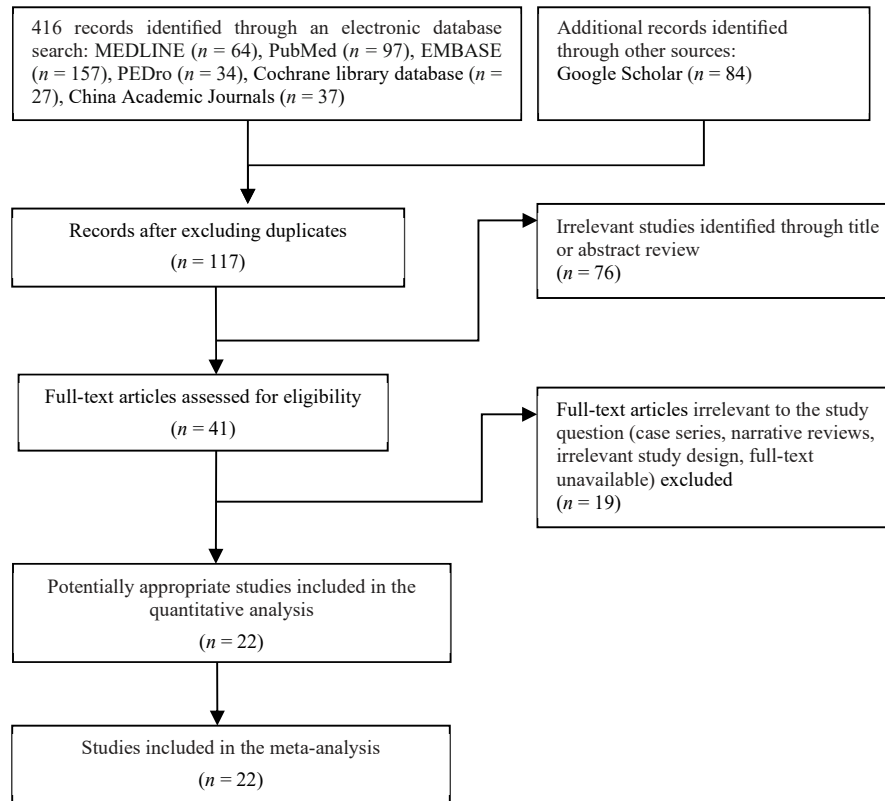 416 records identified through an electronic database
search: MEDLINE (n = 64), PubMed (n = 97), EMBASE
(n = 157), PEDro (n = 34), Cochrane library database (n =
27), China Academic Journals (n = 37)
Additional records identified
through other sources:
Google Scholar (n = 84)
Records after excluding duplicates
(n = 117)
Irrelevant studies identified through title
or abstract review
(n = 76)
Full-text articles assessed for eligibility
(n = 41)
Full-text articles irrelevant to the study
question (case series, narrative reviews,
irrelevant study design, full-text
unavailable) excluded
(n = 19)
Potentially appropriate studies included in the
quantitative analysis
(n = 22)
Studies included in the meta-analysis
(n = 22)